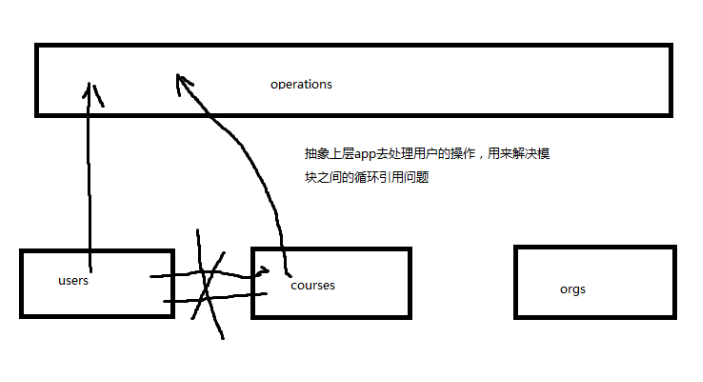 operations
抽象上层app去处理用户的操作，用来解决模
块之间的循环引用问题
users
courses
orgs